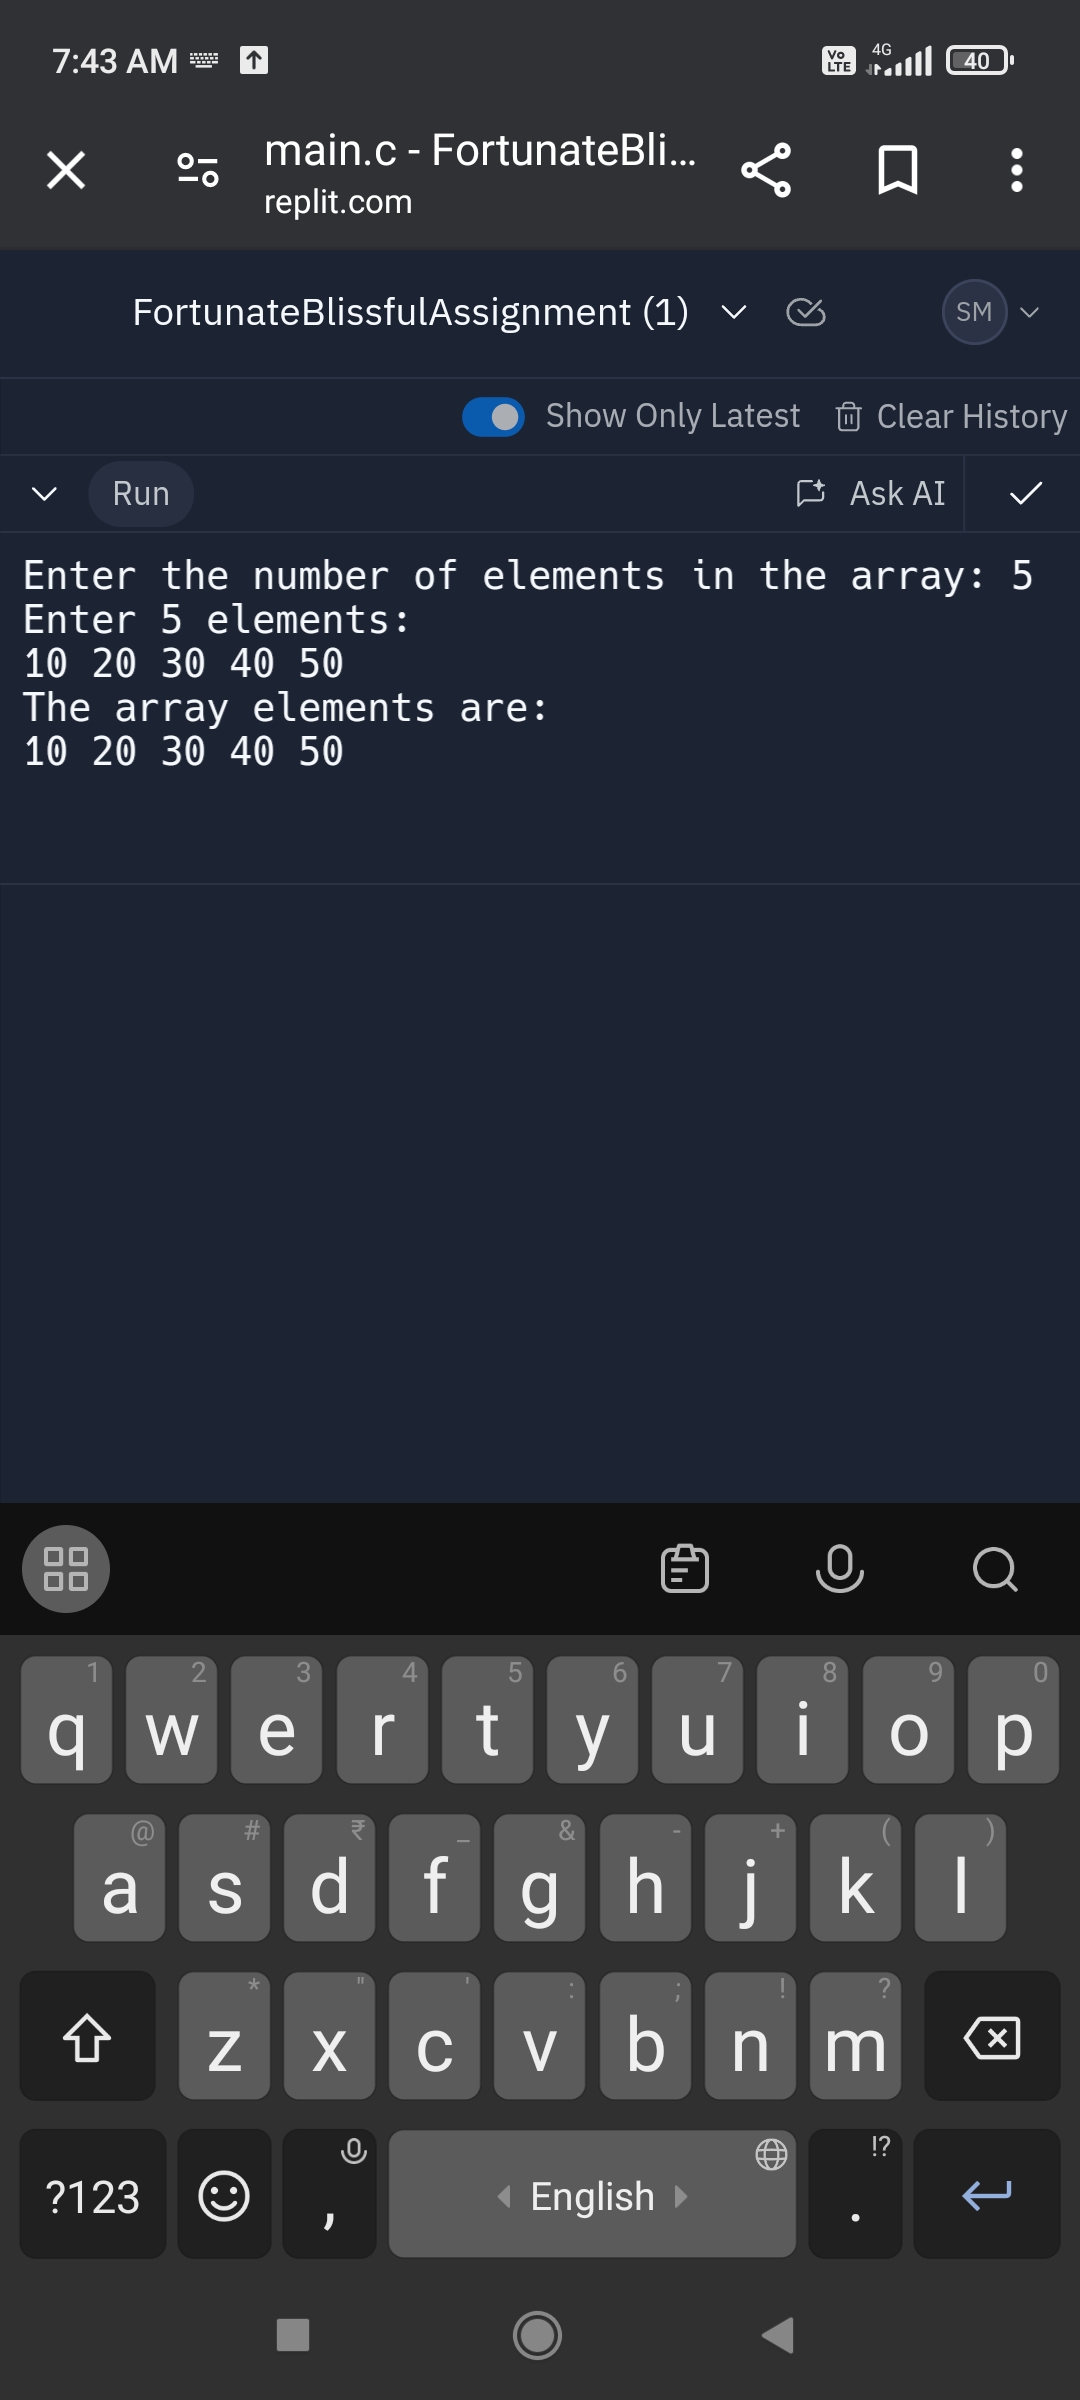 7:43 AM
Vo LTE 4G 40
main.c - FortunateBli...
replit.com
FortunateBlissfulAssignment (1)
SM
Show Only Latest Clear History
Run Ask AI
Enter the number of elements in the array: 5
Enter 5 elements:
10 20 30 40 50
The array elements are:
10 20 30 40 50
1 2 3 4 5 6 7 8 9 0
q w e r t y u i o p
@ # ₹ _ & - + ( )
a s d f g h j k l
* " ' : ; ! ?
z x c v b n m
!?
?123 , English .